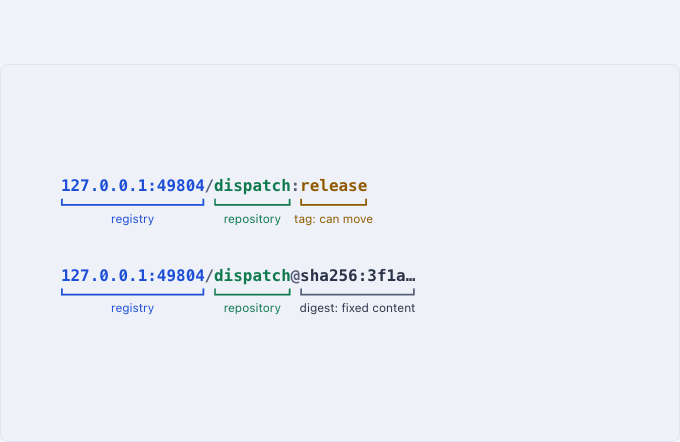 127.0.0.1:49804/dispatch:release
registry repository tag: can move
127.0.0.1:49804/dispatch@sha256:3f1a…
registry repository digest: fixed content